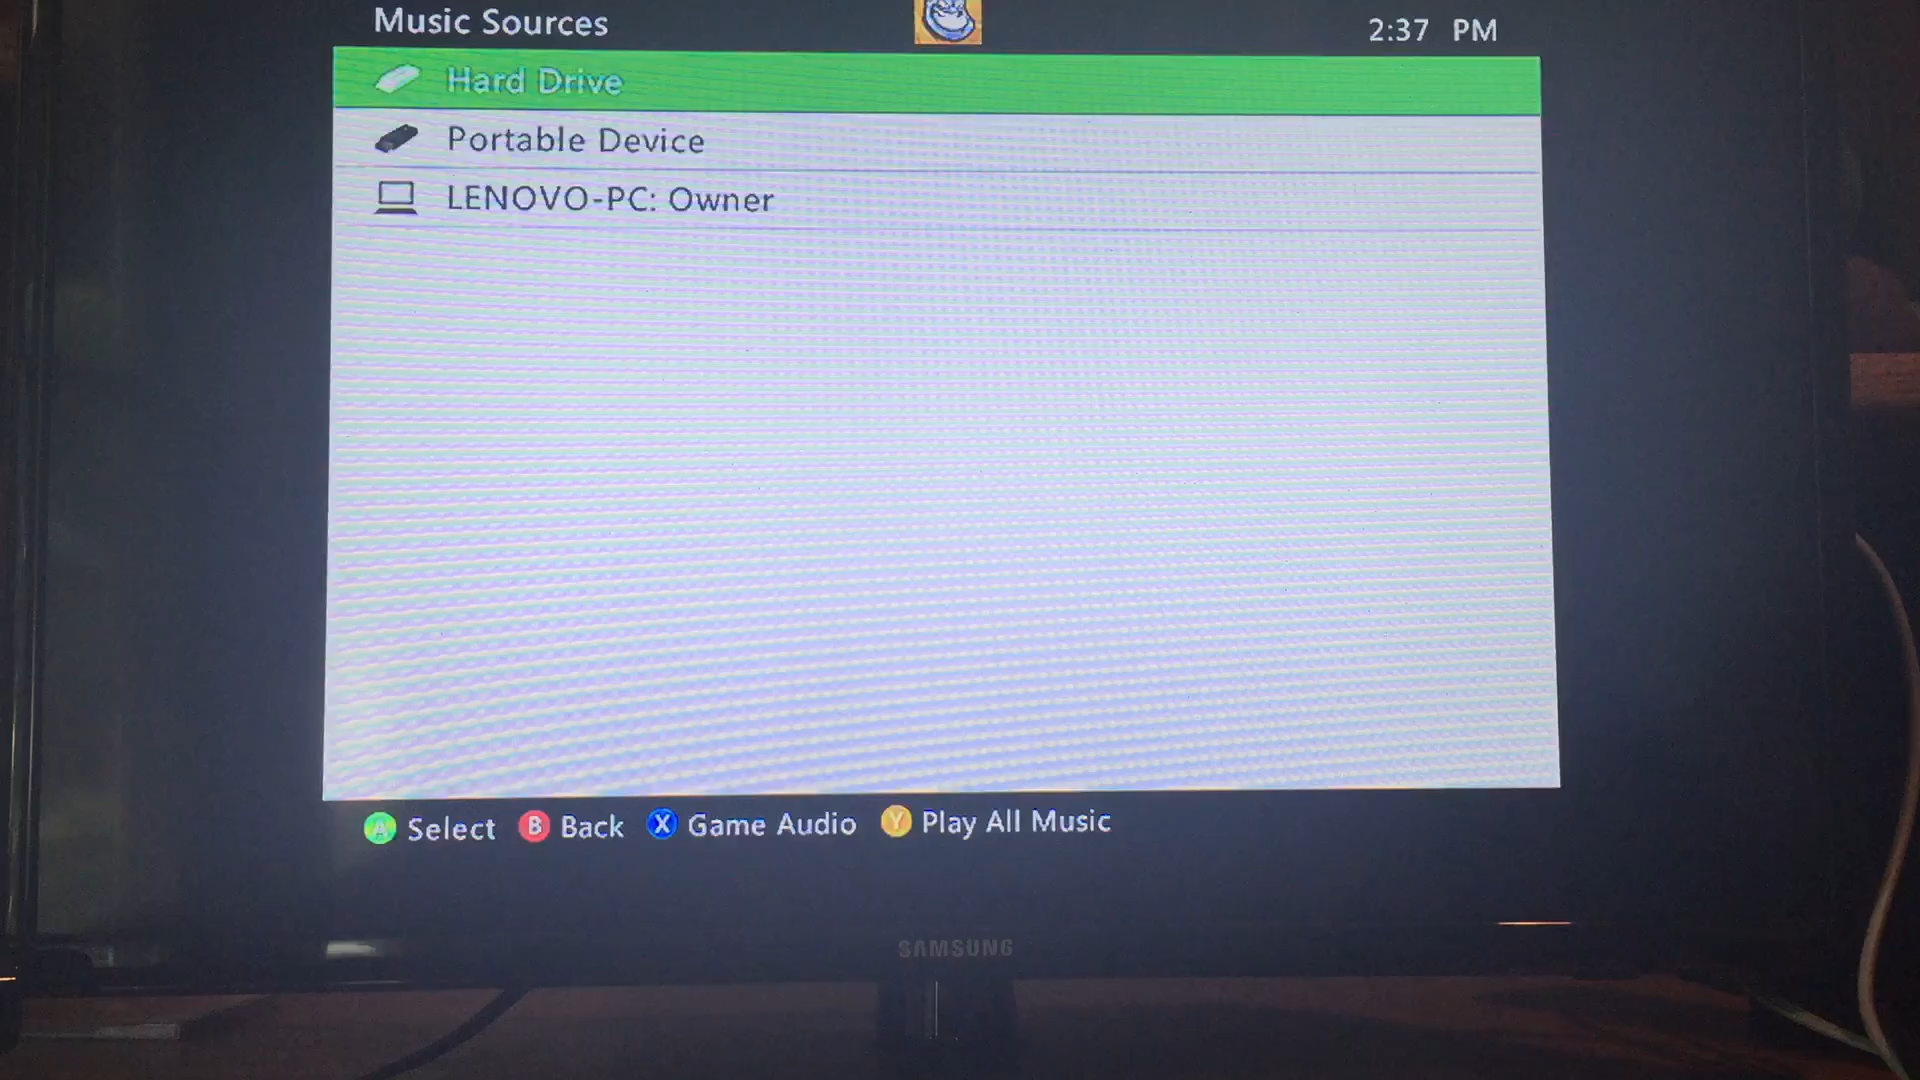 Music Sources
2:37 PM
Hard Drive
Portable Device
LENOVO-PC: Owner
A Select B Back X Game Audio Y Play All Music
SAMSUNG